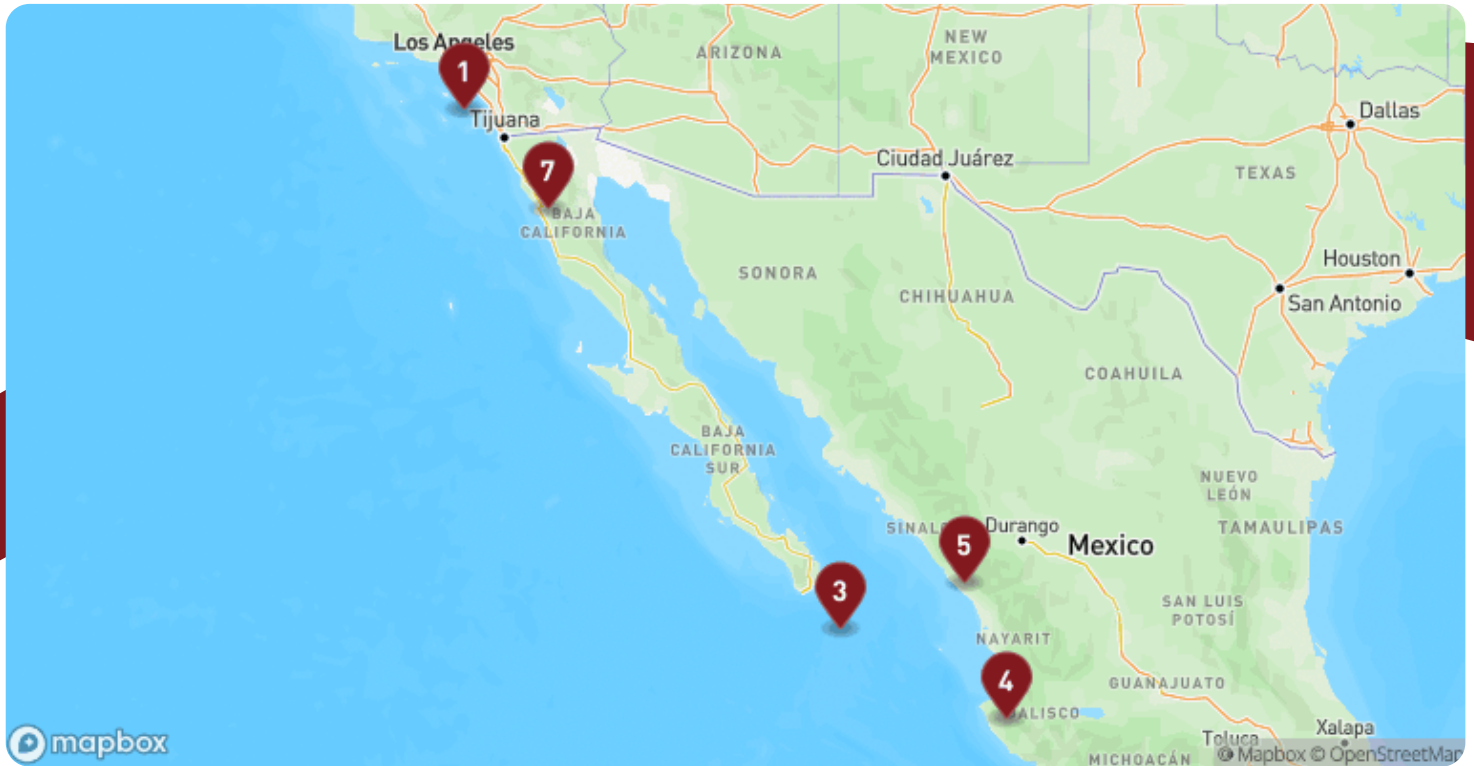 Los Angeles
1
ARIZONA
NEW
MEXICO
Dallas
Tijuana
Ciudad Juárez
TEXAS
7
BAJA
CALIFORNIA
SONORA
Houston
CHIHUAHUA
San Antonio
COAHUILA
BAJA
CALIFORNIA
SUR
NUEVO
LEÓN
SINAL
5
Durango
Mexico
TAMAULIPAS
3
SAN LUIS
POTOSÍ
NAYARIT
4
GUANAJUATO
ALISCO
Xalapa
Toluca
mapbox
MICHOACÁN
© Mapbox © OpenStreetMap